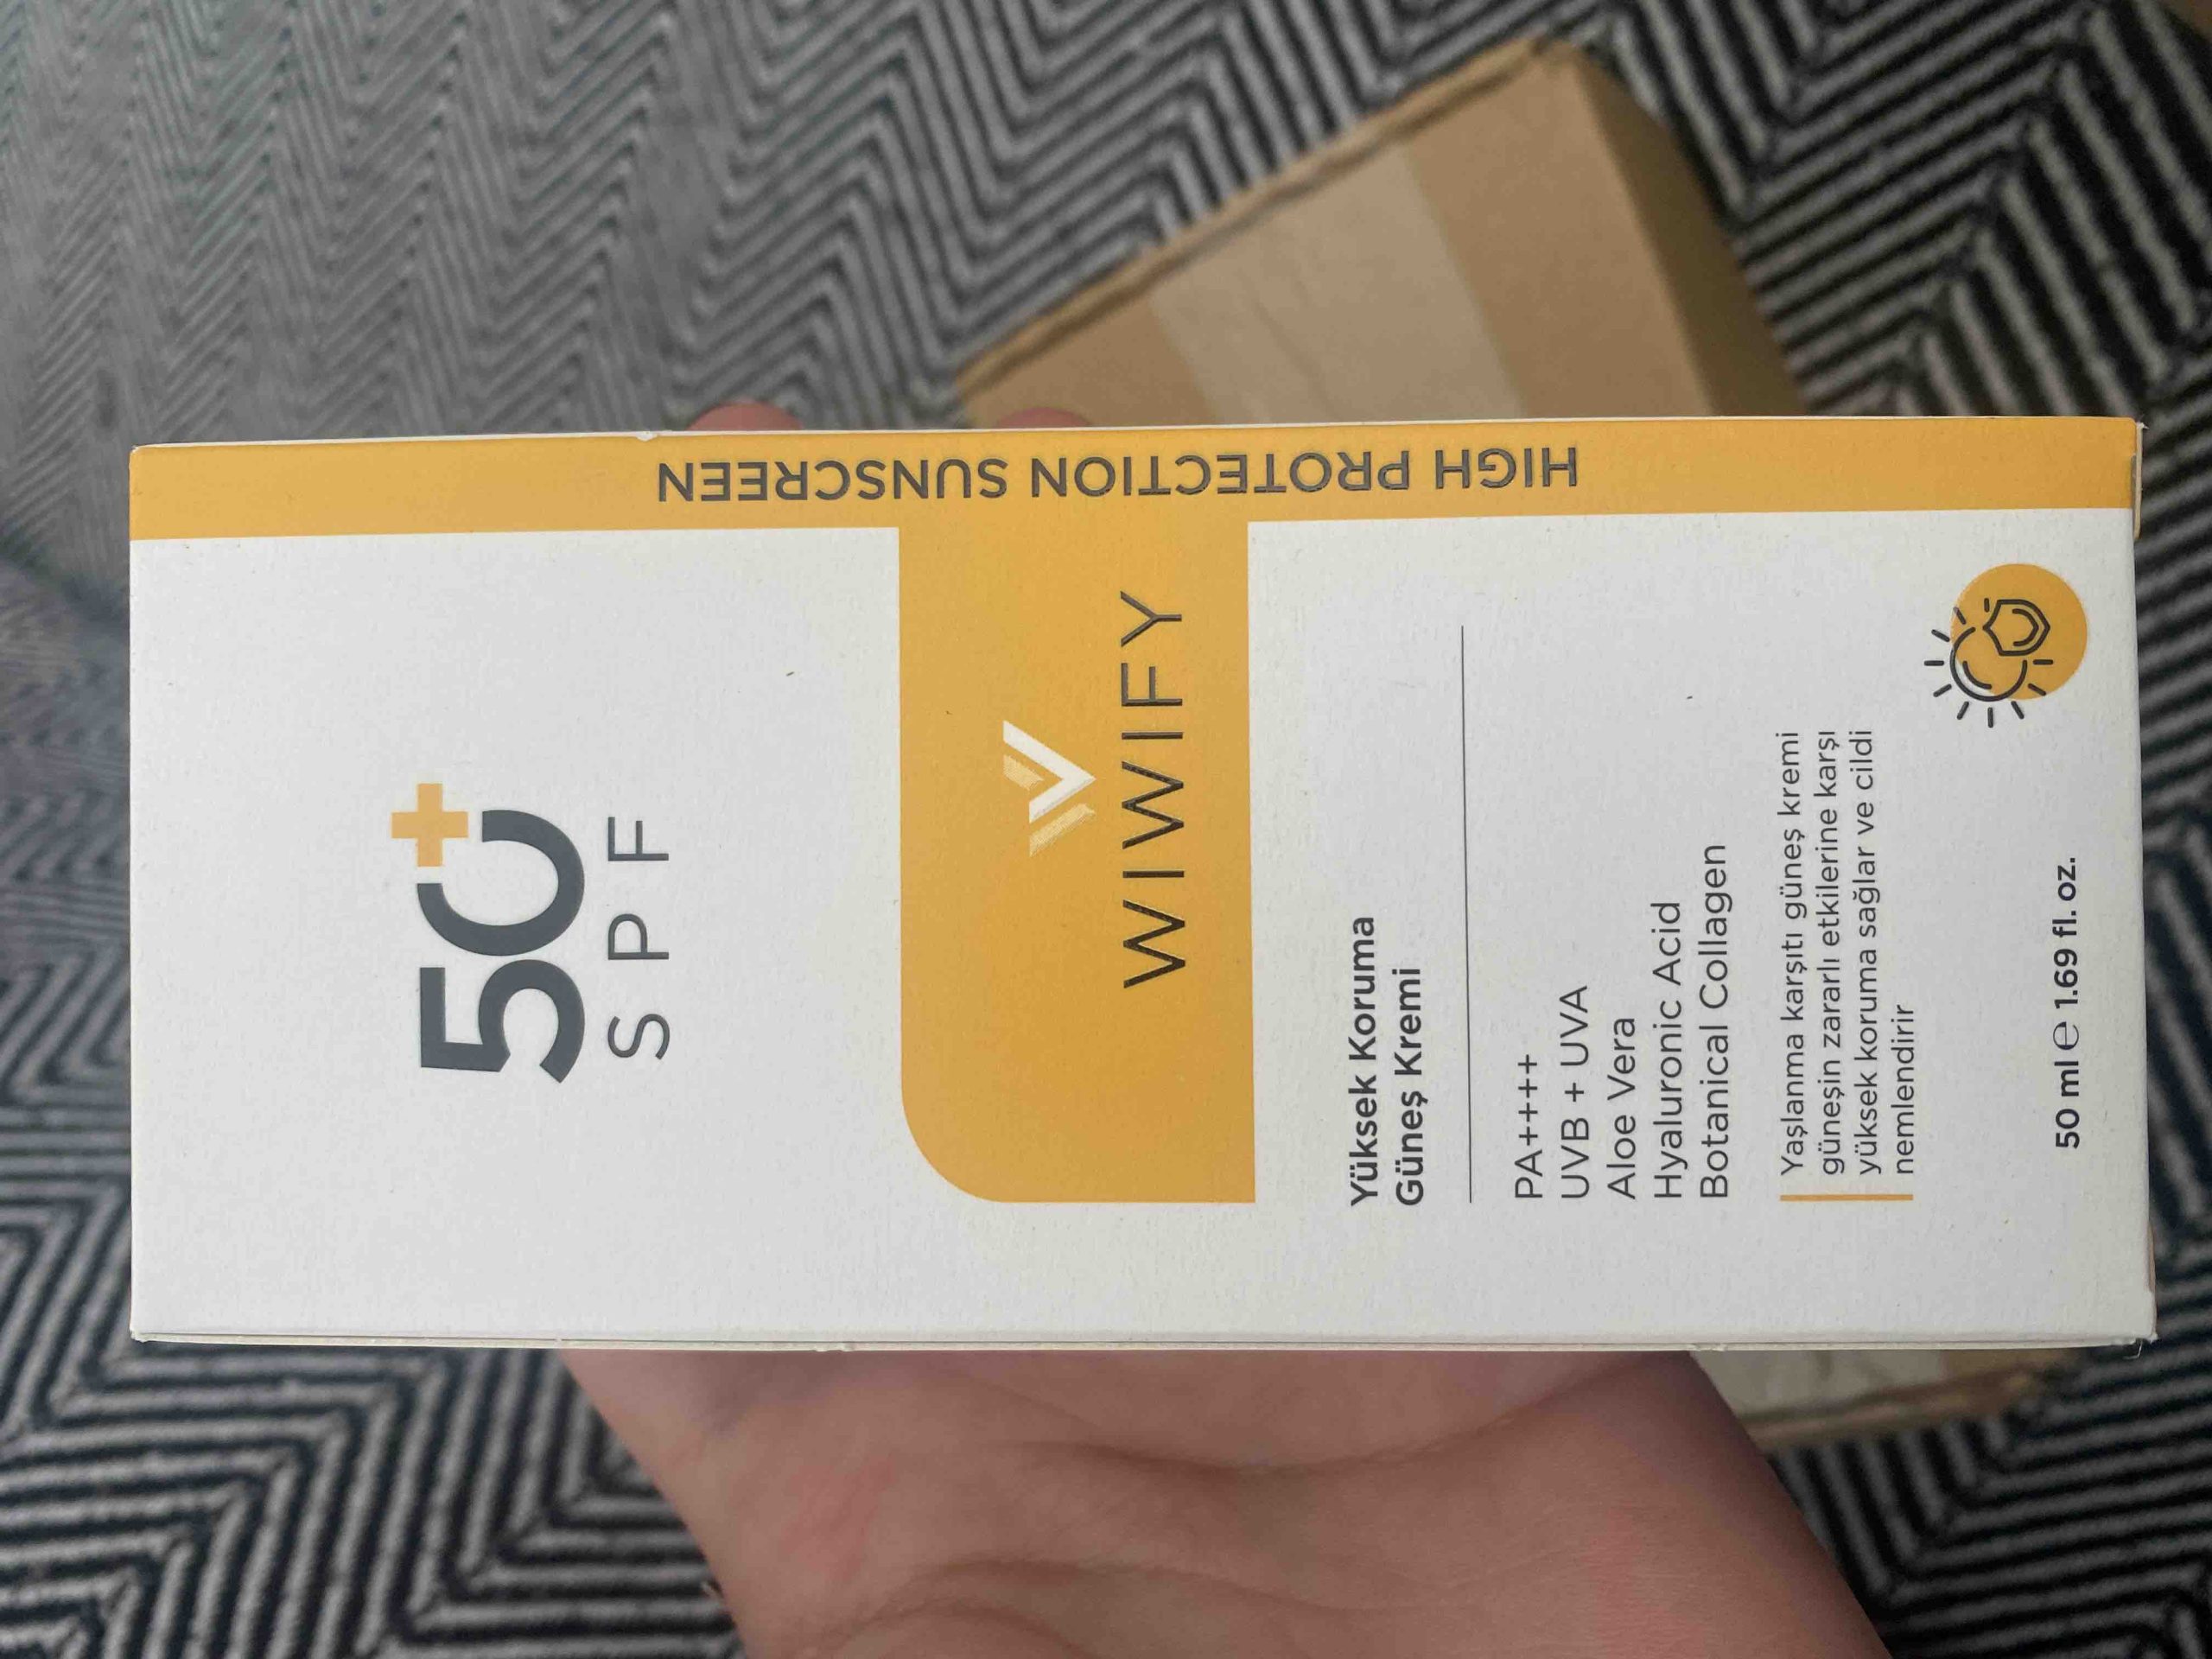 50+
SPF
WIWIFY
Yüksek Koruma
Güneş Kremi
PA++++
UVB + UVA
Aloe Vera
Hyaluronic Acid
Botanical Collagen
Yaşlanma karşıtı güneş kremi
güneşin zararlı etkilerine karşı
yüksek koruma sağlar ve cildi
nemlendirir
50 ml e 1.69 fl. oz.
HIGH PROTECTION SUNSCREEN